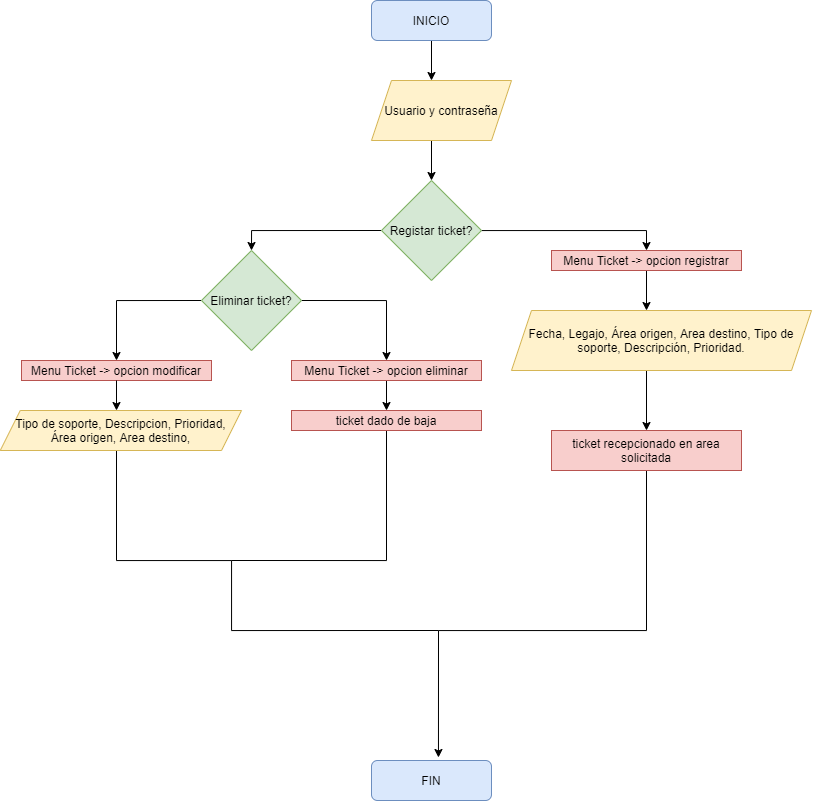 INICIO
Usuario y contraseña
Registar ticket?
Menu Ticket -> opcion registrar
Eliminar ticket?
Fecha, Legajo, Área origen, Area destino, Tipo de
soporte, Descripción, Prioridad.
Menu Ticket -> opcion modificar
Menu Ticket -> opcion eliminar
Tipo de soporte, Descripcion, Prioridad,
Área origen, Area destino,
ticket dado de baja
ticket recepcionado en area
solicitada
FIN